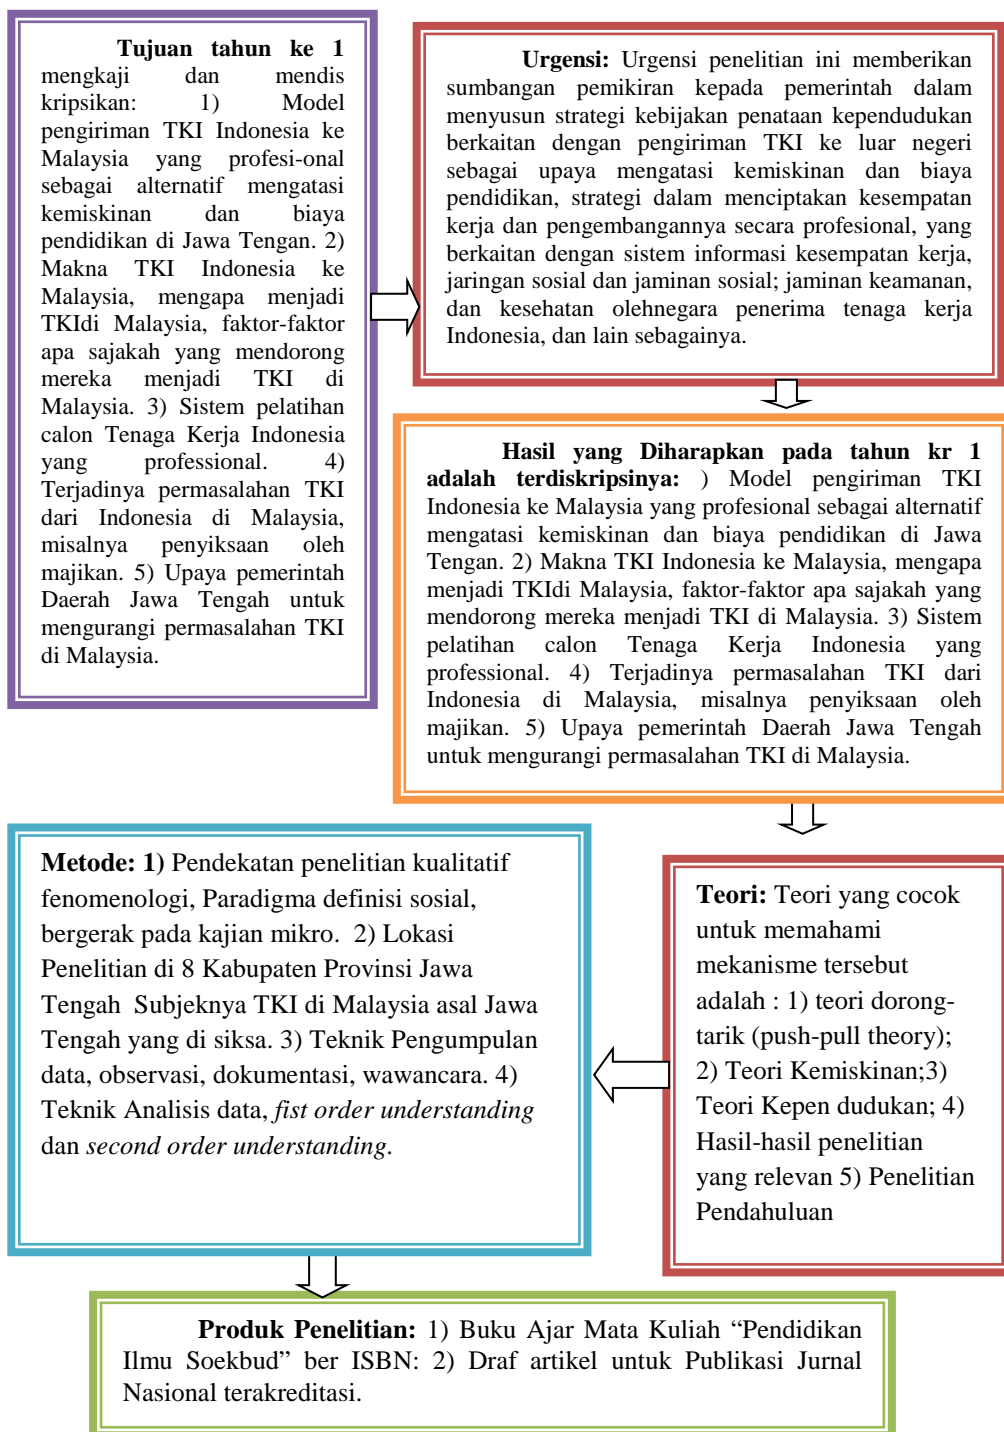 Tujuan tahun ke 1
mengkaji dan mendis
kripsikan: 1) Model
pengiriman TKI Indonesia ke
Malaysia yang profesi-onal
sebagai alternatif mengatasi
kemiskinan dan biaya
pendidikan di Jawa Tengan. 2)
Makna TKI Indonesia ke
Malaysia, mengapa menjadi
TKIdi Malaysia, faktor-faktor
apa sajakah yang mendorong
mereka menjadi TKI di
Malaysia. 3) Sistem pelatihan
calon Tenaga Kerja Indonesia
yang professional. 4)
Terjadinya permasalahan TKI
dari Indonesia di Malaysia,
misalnya penyiksaan oleh
majikan. 5) Upaya pemerintah
Daerah Jawa Tengah untuk
mengurangi permasalahan TKI
di Malaysia.
Urgensi: Urgensi penelitian ini memberikan
sumbangan pemikiran kepada pemerintah dalam
menyusun strategi kebijakan penataan kependudukan
berkaitan dengan pengiriman TKI ke luar negeri
sebagai upaya mengatasi kemiskinan dan biaya
pendidikan, strategi dalam menciptakan kesempatan
kerja dan pengembangannya secara profesional, yang
berkaitan dengan sistem informasi kesempatan kerja,
jaringan sosial dan jaminan sosial; jaminan keamanan,
dan kesehatan olehnegara penerima tenaga kerja
Indonesia, dan lain sebagainya.
Hasil yang Diharapkan pada tahun kr 1
adalah terdiskripsinya: ) Model pengiriman TKI
Indonesia ke Malaysia yang profesional sebagai alternatif
mengatasi kemiskinan dan biaya pendidikan di Jawa
Tengan. 2) Makna TKI Indonesia ke Malaysia, mengapa
menjadi TKIdi Malaysia, faktor-faktor apa sajakah yang
mendorong mereka menjadi TKI di Malaysia. 3) Sistem
pelatihan calon Tenaga Kerja Indonesia yang
professional. 4) Terjadinya permasalahan TKI dari
Indonesia di Malaysia, misalnya penyiksaan oleh
majikan. 5) Upaya pemerintah Daerah Jawa Tengah
untuk mengurangi permasalahan TKI di Malaysia.
Teori: Teori yang cocok
untuk memahami
mekanisme tersebut
adalah : 1) teori dorong-
tarik (push-pull theory);
2) Teori Kemiskinan;3)
Teori Kepen dudukan; 4)
Hasil-hasil penelitian
yang relevan 5) Penelitian
Pendahuluan
Metode: 1) Pendekatan penelitian kualitatif
fenomenologi, Paradigma definisi sosial,
bergerak pada kajian mikro. 2) Lokasi
Penelitian di 8 Kabupaten Provinsi Jawa
Tengah Subjeknya TKI di Malaysia asal Jawa
Tengah yang di siksa. 3) Teknik Pengumpulan
data, observasi, dokumentasi, wawancara. 4)
Teknik Analisis data, fist order understanding
dan second order understanding.
Produk Penelitian: 1) Buku Ajar Mata Kuliah “Pendidikan
Ilmu Soekbud” ber ISBN: 2) Draf artikel untuk Publikasi Jurnal
Nasional terakreditasi.